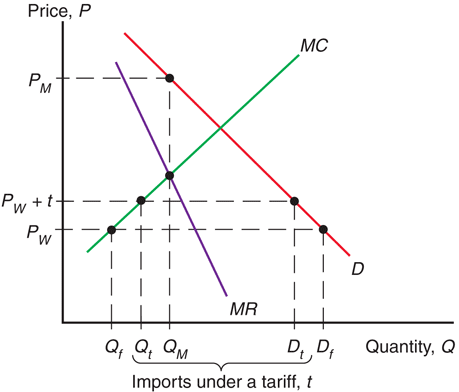 Price, P
MC
P_M
P_W + t
P_W
D
MR
Q_f Q_t Q_M D_t D_f Quantity, Q
Imports under a tariff, t